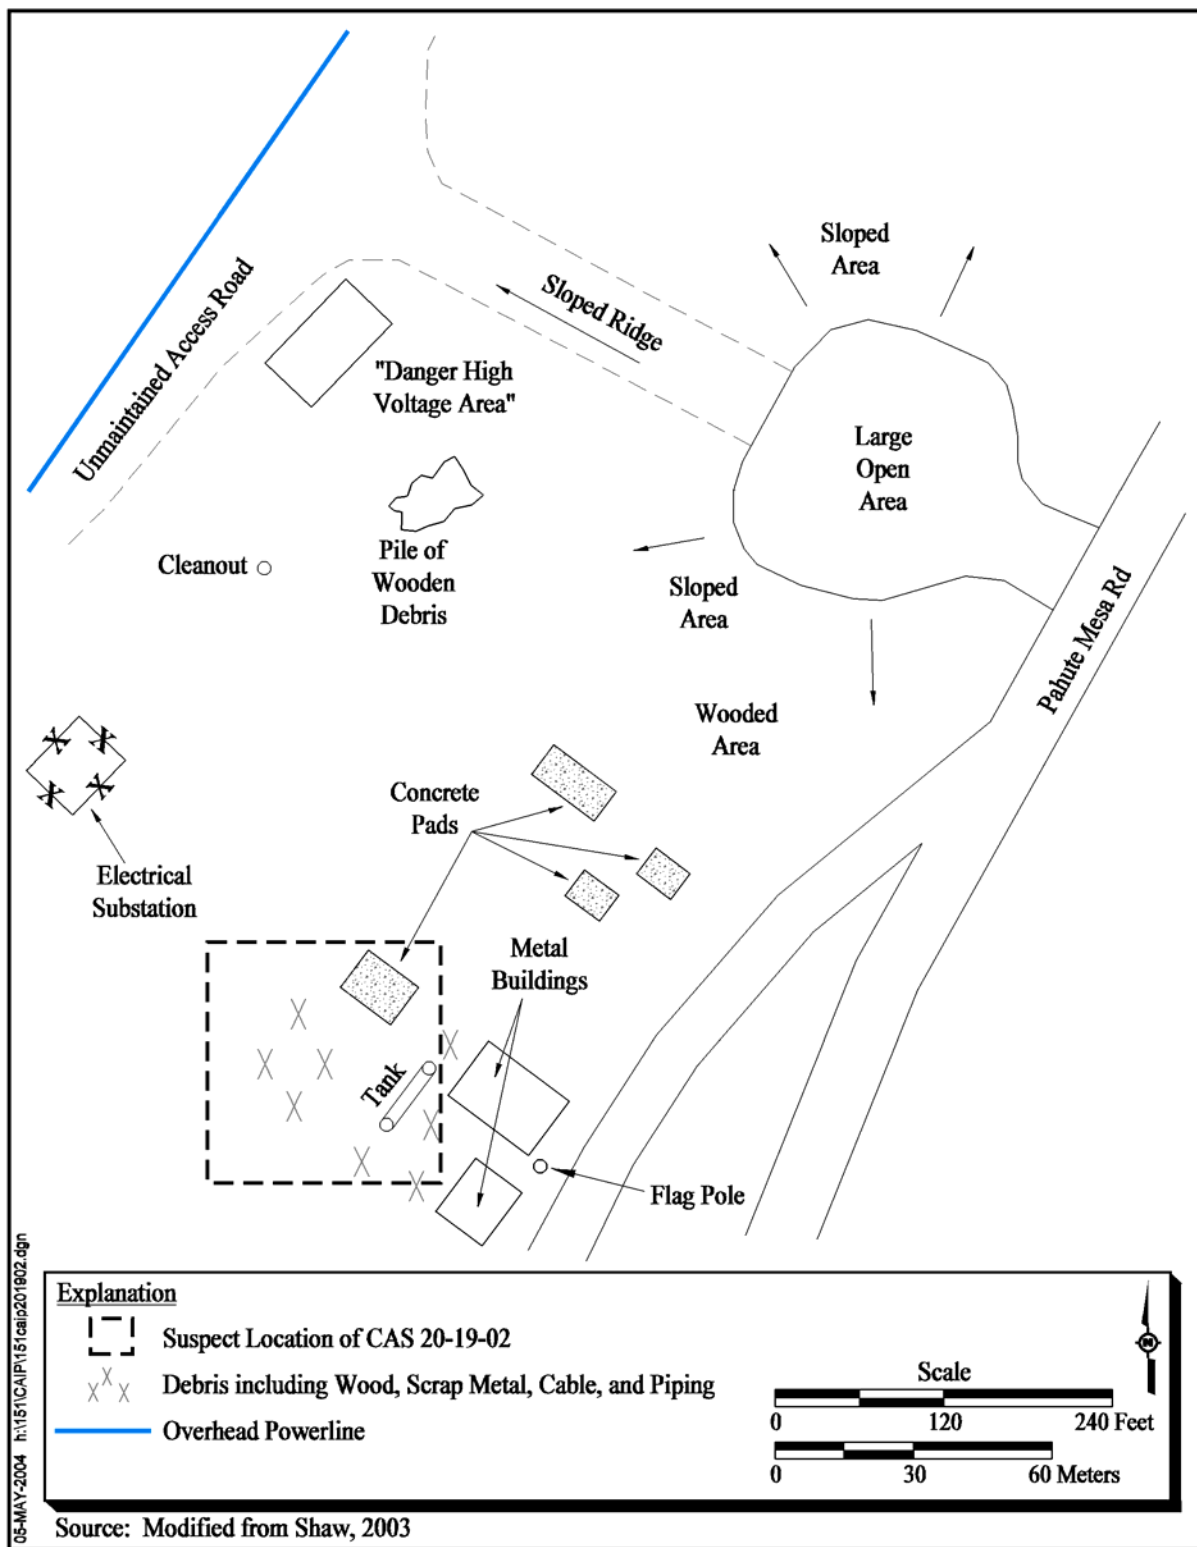 Sloped
Area
Unmaintained Access Road
Sloped Ridge
"Danger High
Voltage Area"
Large
Open
Area
Pile of
Wooden
Debris
Cleanout
Sloped
Area
Pahute Mesa Rd
Wooded
Area
Concrete
Pads
Electrical
Substation
Metal
Buildings
Tank
Flag Pole
Explanation
Suspect Location of CAS 20-19-02
Debris including Wood, Scrap Metal, Cable, and Piping
Overhead Powerline
N
Scale
0 120 240 Feet
0 30 60 Meters
Source: Modified from Shaw, 2003
05-MAY-2004 h:\151\CAIP\151caip201902.dgn